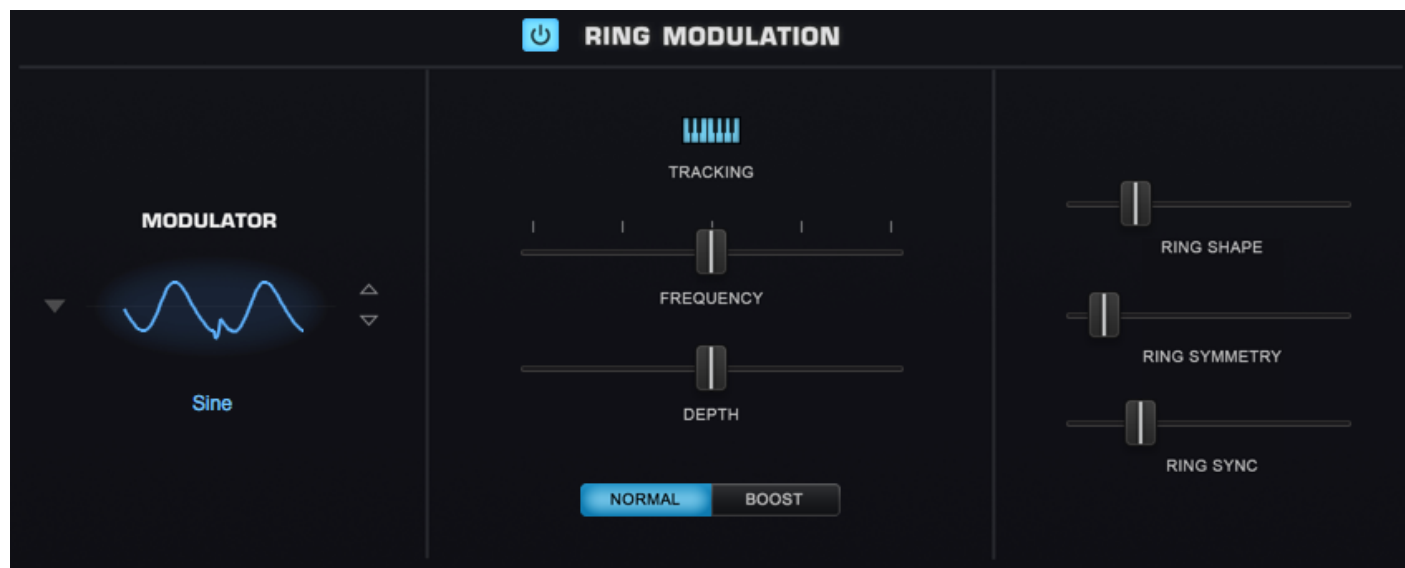 RING MODULATION
MODULATOR
Sine
TRACKING
FREQUENCY
DEPTH
NORMAL BOOST
RING SHAPE
RING SYMMETRY
RING SYNC